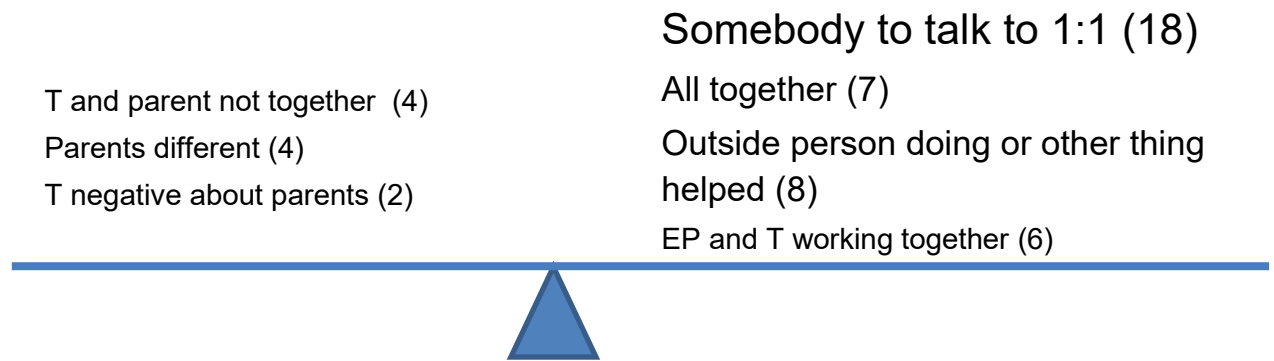 T and parent not together (4)
Parents different (4)
T negative about parents (2)
Somebody to talk to 1:1 (18)
All together (7)
Outside person doing or other thing
helped (8)
EP and T working together (6)